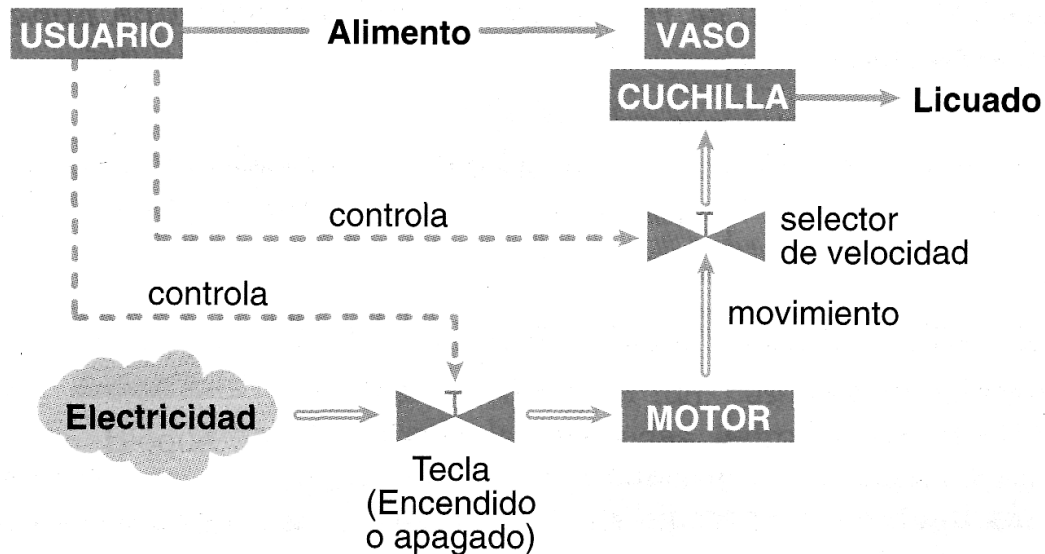 USUARIO
Alimento
VASO
CUCHILLA
Licuado
controla
selector
de velocidad
controla
movimiento
Electricidad
MOTOR
Tecla
(Encendido
o apagado)